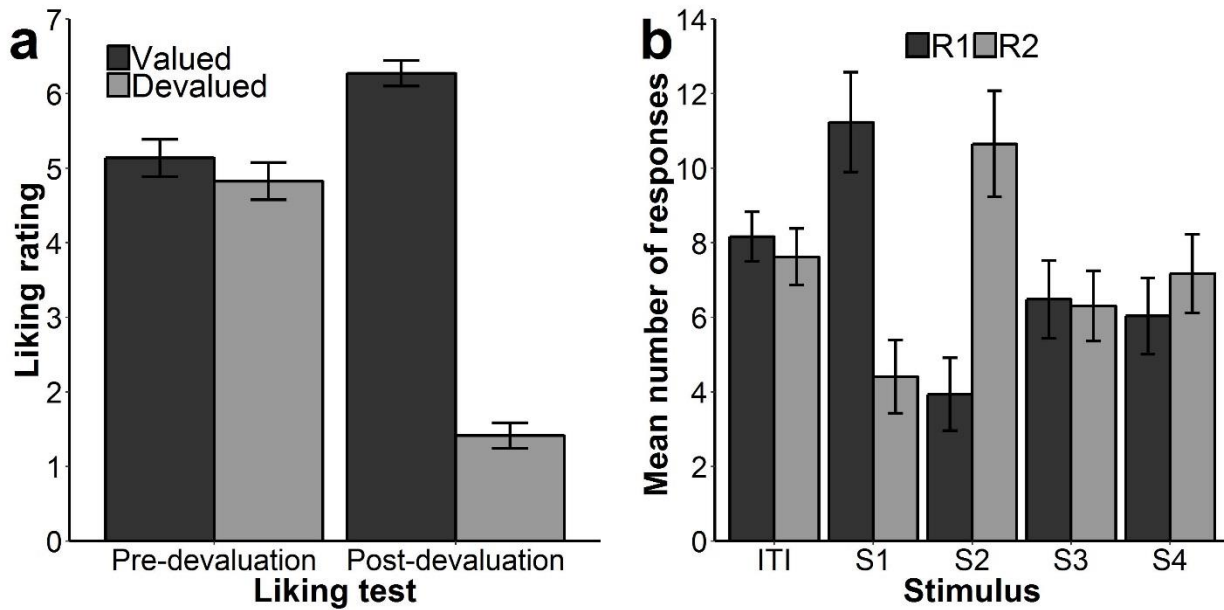 a
Valued
Devalued
Liking rating
7
6
5
4
3
2
1
0
Pre-devaluation
Post-devaluation
Liking test
b
R1
R2
Mean number of responses
14
12
10
8
6
4
2
0
ITI
S1
S2
S3
S4
Stimulus